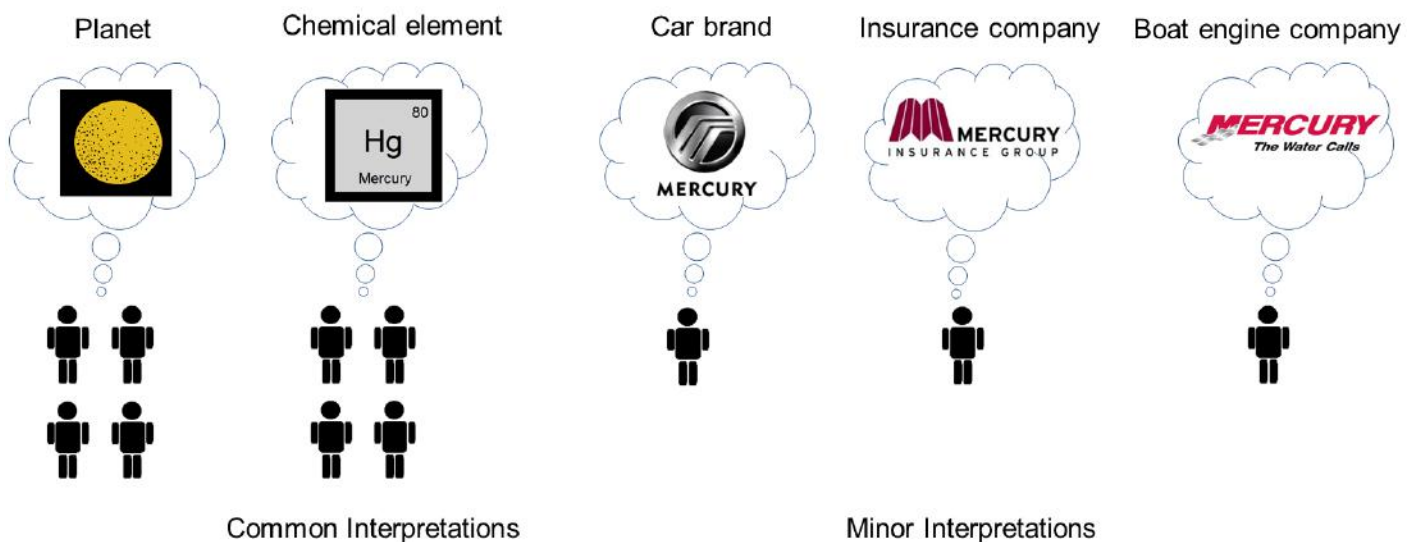 Planet
Chemical element
Car brand
Insurance company
Boat engine company
80
Hg
Mercury
MERCURY
MERCURY
INSURANCE GROUP
MERCURY
The Water Calls
Common Interpretations
Minor Interpretations